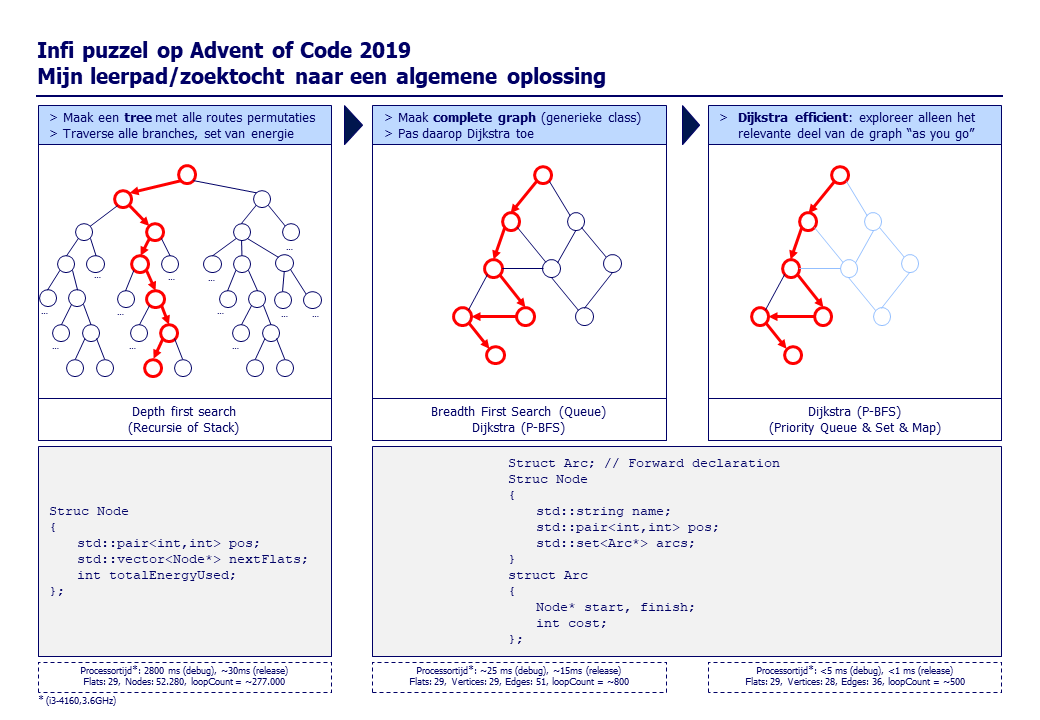 Infi puzzel op Advent of Code 2019
Mijn leerpad/zoektocht naar een algemene oplossing
> Maak een tree met alle routes permutaties
> Traverse alle branches, set van energie
...
...
...
...
...
...
...
...
...
...
...
...
Depth first search
(Recursie of Stack)
> Maak complete graph (generieke class)
> Pas daarop Dijkstra toe
Breadth First Search (Queue)
Dijkstra (P-BFS)
> Dijkstra efficient: exploreer alleen het
relevante deel van de graph “as you go”
Dijkstra (P-BFS)
(Priority Queue & Set & Map)
Struc Node
{
std::pair<int,int> pos;
std::vector<Node*> nextFlats;
int totalEnergyUsed;
};
Struct Arc; // Forward declaration
Struc Node
{
std::string name;
std::pair<int,int> pos;
std::set<Arc*> arcs;
}
struct Arc
{
Node* start, finish;
int cost;
};
Processortijd*: 2800 ms (debug), ~30ms (release)
Flats: 29, Nodes: 52.280, loopCount = ~277.000
Processortijd*: ~25 ms (debug), ~15ms (release)
Flats: 29, Vertices: 29, Edges: 51, loopCount = ~800
Processortijd*: <5 ms (debug), <1 ms (release)
Flats: 29, Vertices: 28, Edges: 36, loopCount = ~500
* (i3-4160,3.6GHz)